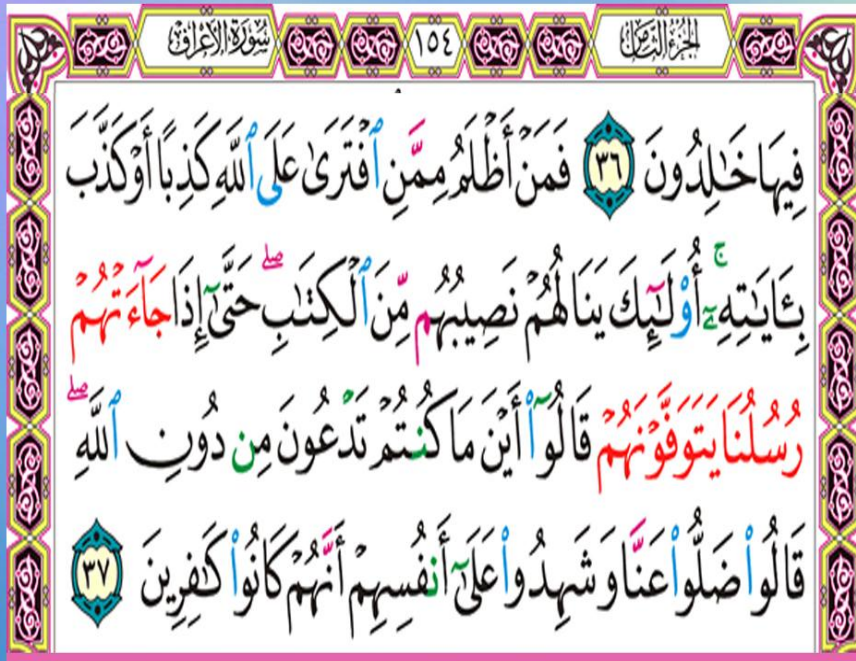 الجزء الثامن ١٥٤ سورة الأعراف
فِيهَا خَٰلِدُونَ ٣٦ فَمَنْ أَظْلَمُ مِمَّنِ ٱفْتَرَىٰ عَلَى ٱللَّهِ كَذِبًا أَوْ كَذَّبَ
بِـَٔايَٰتِهِۦٓ ۚ أُو۟لَٰٓئِكَ يَنَالُهُمْ نَصِيبُهُم مِّنَ ٱلْكِتَٰبِ ۖ حَتَّىٰٓ إِذَا جَآءَتْهُمْ
رُسُلُنَا يَتَوَفَّوْنَهُمْ قَالُوٓا۟ أَيْنَ مَا كُنتُمْ تَدْعُونَ مِن دُونِ ٱللَّهِ ۖ
قَالُوا۟ ضَلُّوا۟ عَنَّا وَشَهِدُوا۟ عَلَىٰٓ أَنفُسِهِمْ أَنَّهُمْ كَانُوا۟ كَٰفِرِينَ ٣٧